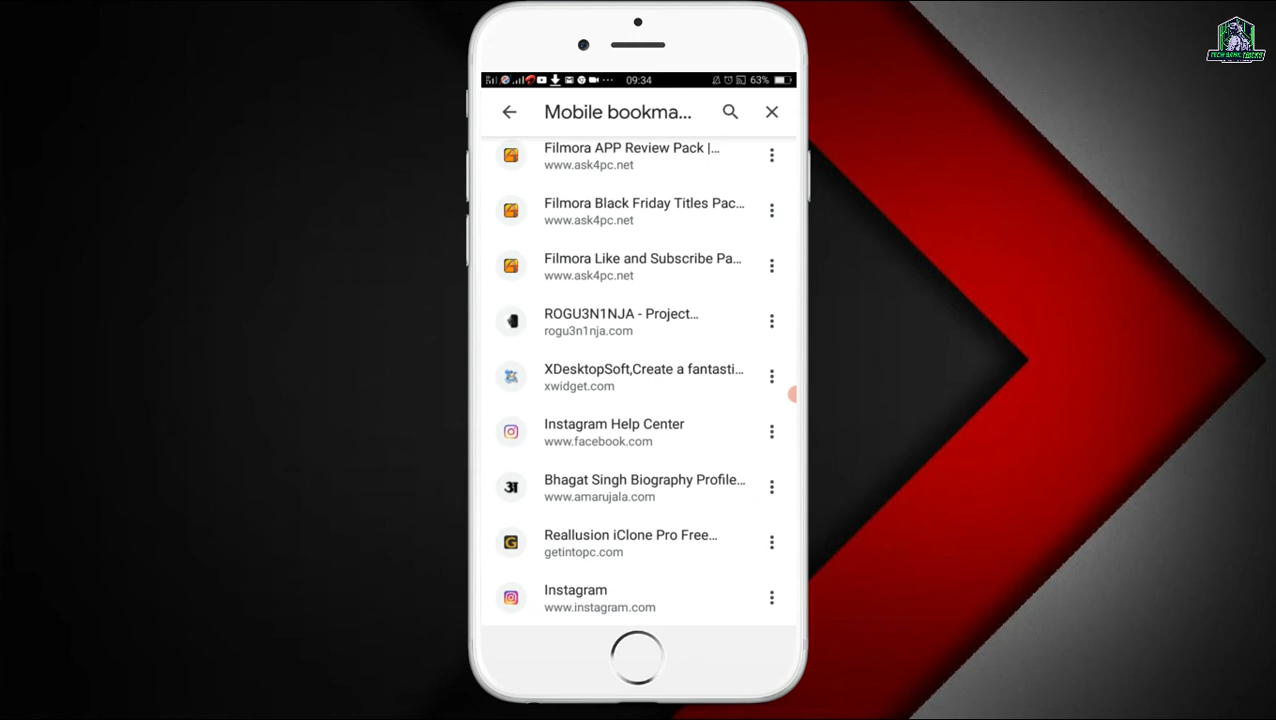 TECH BANK TRICKS
09:34
63%
Mobile bookma...
Filmora APP Review Pack |...
www.ask4pc.net
Filmora Black Friday Titles Pac...
www.ask4pc.net
Filmora Like and Subscribe Pa...
www.ask4pc.net
ROGU3N1NJA - Project...
rogu3n1nja.com
XDesktopSoft,Create a fantasti...
xwidget.com
Instagram Help Center
www.facebook.com
Bhagat Singh Biography Profile...
www.amarujala.com
Reallusion iClone Pro Free...
getintopc.com
Instagram
www.instagram.com